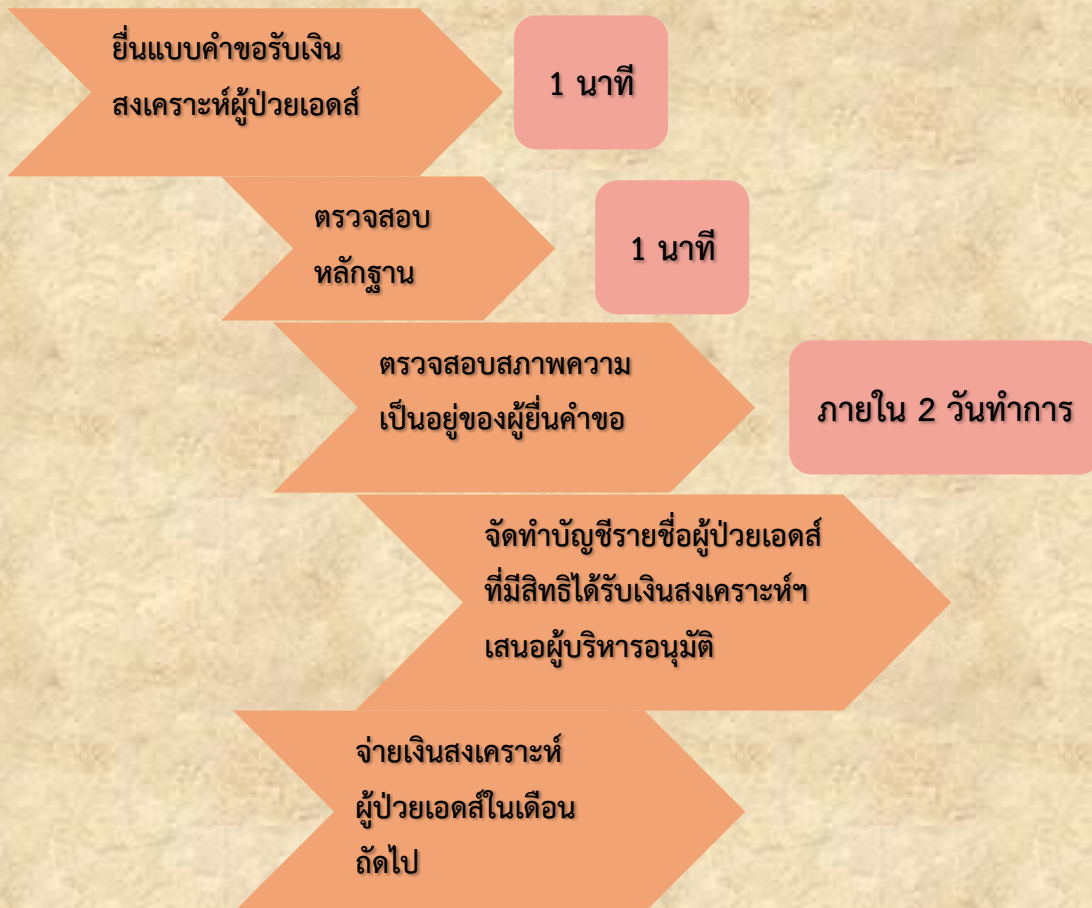 ยื่นแบบคำขอรับเงิน
สงเคราะห์ผู้ป่วยเอดส์
1 นาที
ตรวจสอบ
หลักฐาน
1 นาที
ตรวจสอบสภาพความ
เป็นอยู่ของผู้ยื่นคำขอ
ภายใน 2 วันทำการ
จัดทำบัญชีรายชื่อผู้ป่วยเอดส์
ที่มีสิทธิได้รับเงินสงเคราะห์ฯ
เสนอผู้บริหารอนุมัติ
จ่ายเงินสงเคราะห์
ผู้ป่วยเอดส์ในเดือน
ถัดไป